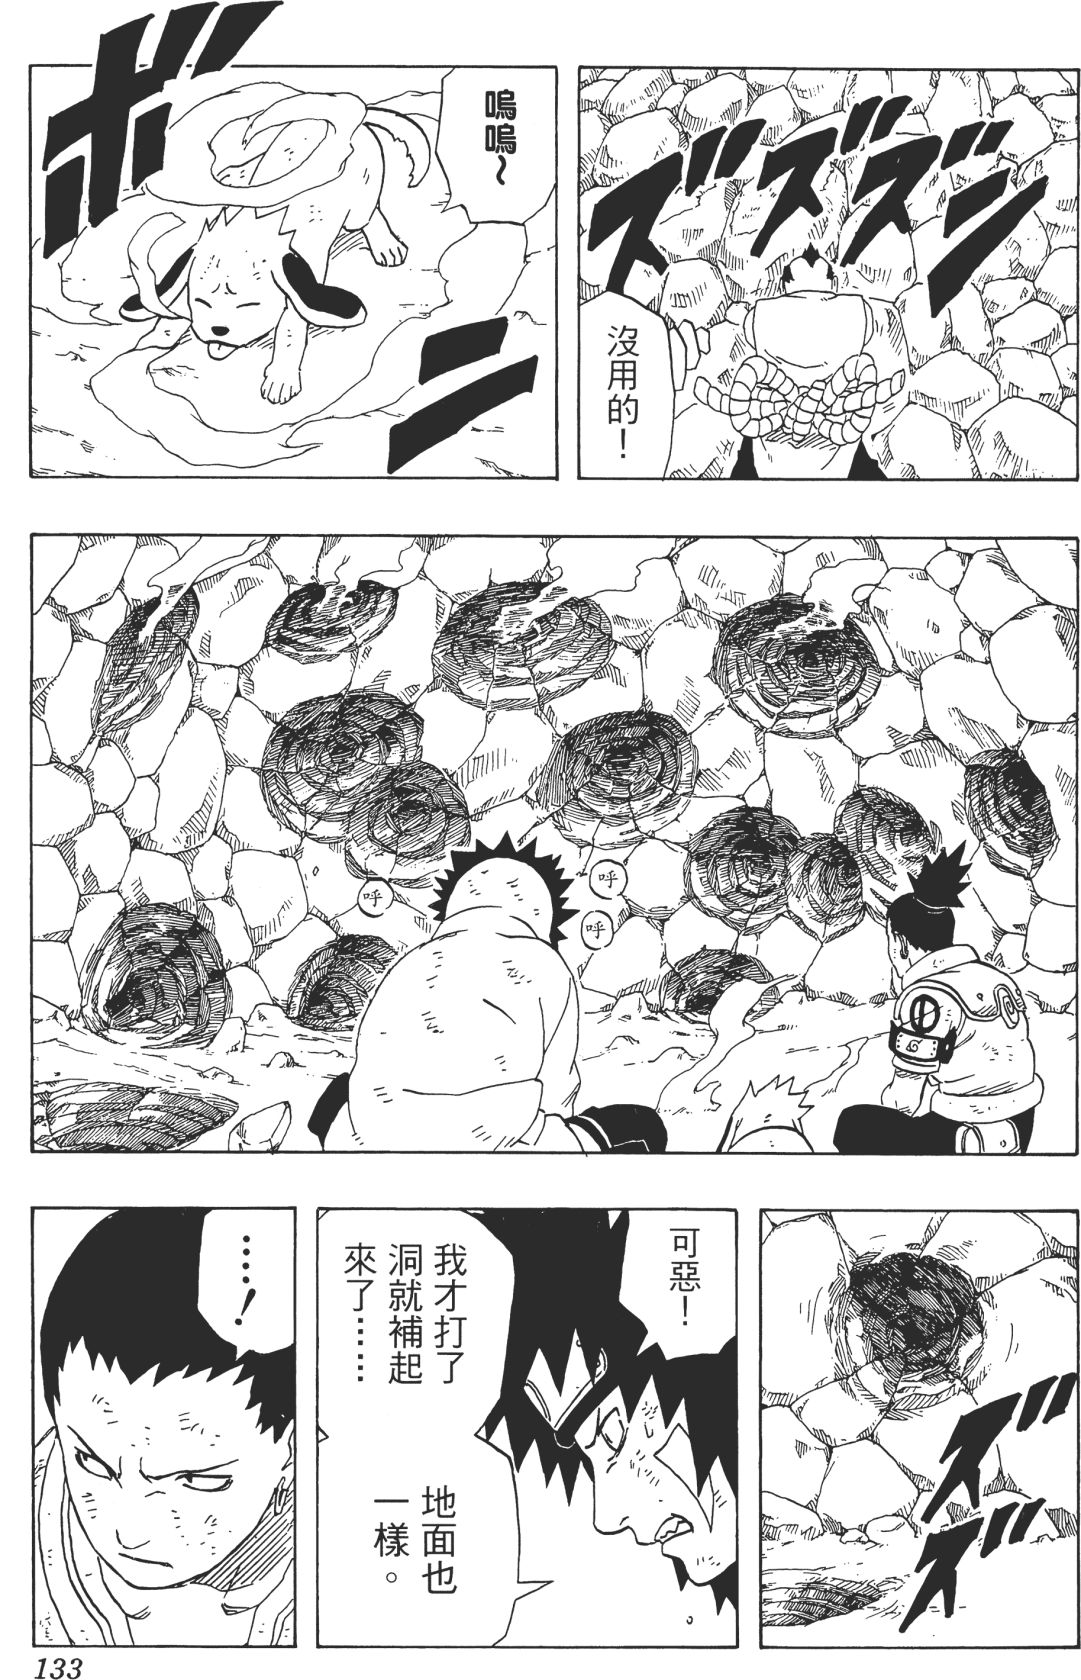 ズズズン
沒用的！
嗚嗚～
ボン
呼
呼
呼
ズズ
可惡！
我才打了
洞就補起
來了……
地面也
一樣。
…！
133